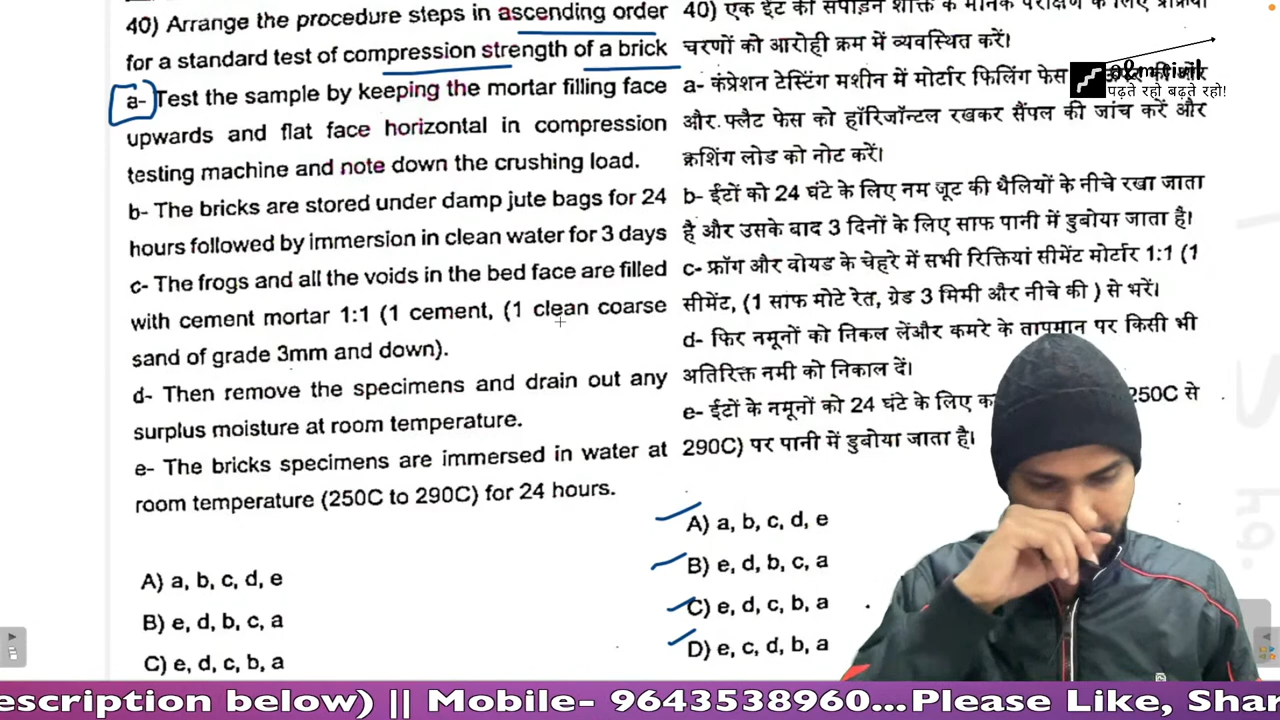 40) Arrange the procedure steps in ascending order
for a standard test of compression strength of a brick
a- Test the sample by keeping the mortar filling face
upwards and flat face horizontal in compression
testing machine and note down the crushing load.
b- The bricks are stored under damp jute bags for 24
hours followed by immersion in clean water for 3 days
c- The frogs and all the voids in the bed face are filled
with cement mortar 1:1 (1 cement, (1 clean coarse
sand of grade 3mm and down).
d- Then remove the specimens and drain out any
surplus moisture at room temperature.
e- The bricks specimens are immersed in water at
room temperature (250C to 290C) for 24 hours.
A) a, b, c, d, e
B) e, d, b, c, a
C) e, d, c, b, a
40) एक ईंट की संपीड़न शक्ति के मानक परीक्षण के लिए
चरणों को आरोही क्रम में व्यवस्थित करें।
a- कंप्रेशन टेस्टिंग मशीन में मोर्टार फिलिंग फेस
और फ्लैट फेस को हॉरिजॉन्टल रखकर सैंपल की जांच करें और
क्रशिंग लोड को नोट करें।
b- ईंटों को 24 घंटे के लिए नम जूट की थैलियों के नीचे रखा जाता
है और उसके बाद 3 दिनों के लिए साफ पानी में डुबोया जाता है।
c- फ्रॉग और वोयड के चेहरे में सभी रिक्तियां सीमेंट मोर्टार 1:1 (1
सीमेंट, (1 साफ मोटे रेत, ग्रेड 3 मिमी और नीचे की ) से भरें।
d- फिर नमूनों को निकल लेंऔर कमरे के तापमान पर किसी भी
अतिरिक्त नमी को निकाल दें।
e- ईंटों के नमूनों को 24 घंटे के लिए 250C से
290C) पर पानी में डुबोया जाता है।
A) a, b, c, d, e
B) e, d, b, c, a
C) e, d, c, b, a
D) e, c, d, b, a
civil
पढ़ते रहो बढ़ते रहो!
escription below) || Mobile- 9643538960...Please Like, Shar